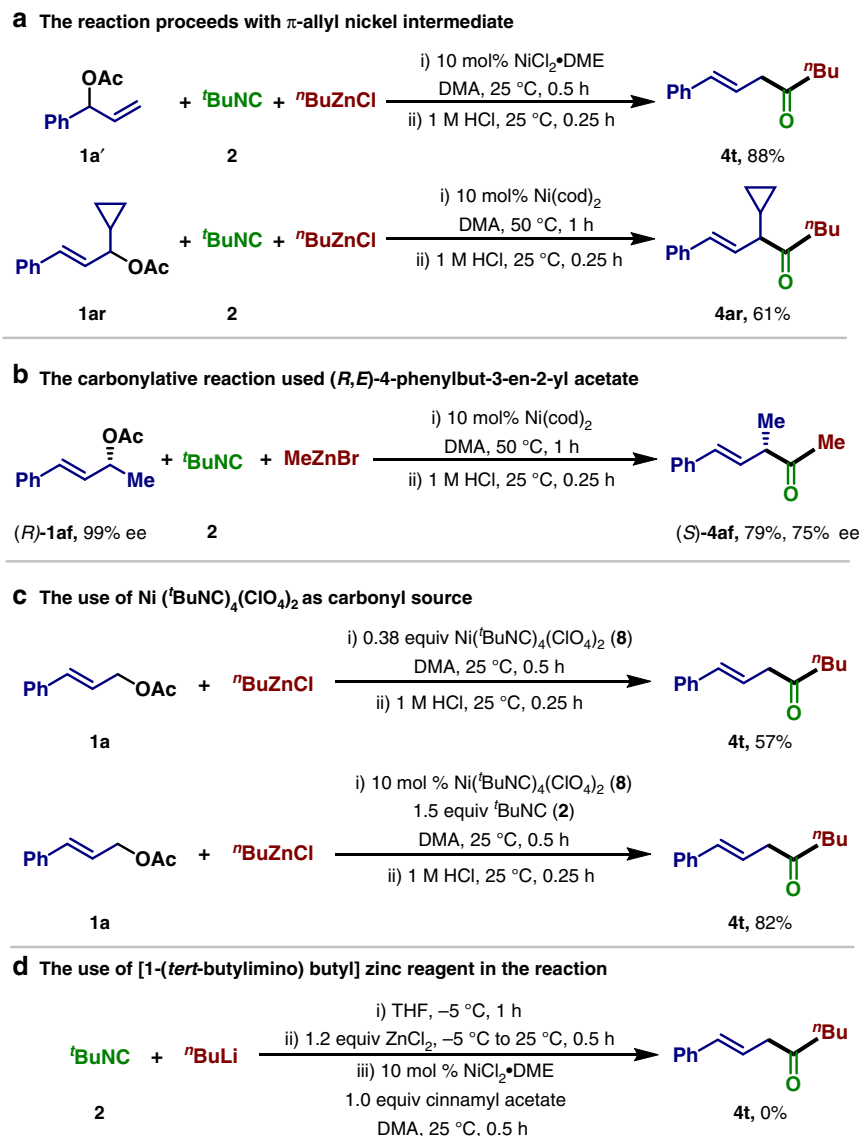 a The reaction proceeds with π-allyl nickel intermediate
OAc
Ph
1a′
+ ᵗBuNC + ⁿBuZnCl
2
i) 10 mol% NiCl₂•DME
DMA, 25 °C, 0.5 h
ii) 1 M HCl, 25 °C, 0.25 h
Ph
ⁿBu
O
4t, 88%
Ph
OAc
1ar
+ ᵗBuNC + ⁿBuZnCl
2
i) 10 mol% Ni(cod)₂
DMA, 50 °C, 1 h
ii) 1 M HCl, 25 °C, 0.25 h
Ph
ⁿBu
O
4ar, 61%
b The carbonylative reaction used (R,E)-4-phenylbut-3-en-2-yl acetate
OAc
Ph
Me
(R)-1af, 99% ee
+ ᵗBuNC + MeZnBr
2
i) 10 mol% Ni(cod)₂
DMA, 50 °C, 1 h
ii) 1 M HCl, 25 °C, 0.25 h
Me
Ph
Me
O
(S)-4af, 79%, 75% ee
c The use of Ni (ᵗBuNC)₄(ClO₄)₂ as carbonyl source
Ph
OAc
1a
+ ⁿBuZnCl
i) 0.38 equiv Ni(ᵗBuNC)₄(ClO₄)₂ (8)
DMA, 25 °C, 0.5 h
ii) 1 M HCl, 25 °C, 0.25 h
Ph
ⁿBu
O
4t, 57%
Ph
OAc
1a
+ ⁿBuZnCl
i) 10 mol % Ni(ᵗBuNC)₄(ClO₄)₂ (8)
1.5 equiv ᵗBuNC (2)
DMA, 25 °C, 0.5 h
ii) 1 M HCl, 25 °C, 0.25 h
Ph
ⁿBu
O
4t, 82%
d The use of [1-(tert-butylimino) butyl] zinc reagent in the reaction
ᵗBuNC + ⁿBuLi
2
i) THF, –5 °C, 1 h
ii) 1.2 equiv ZnCl₂, –5 °C to 25 °C, 0.5 h
iii) 10 mol % NiCl₂•DME
1.0 equiv cinnamyl acetate
DMA, 25 °C, 0.5 h
Ph
ⁿBu
O
4t, 0%